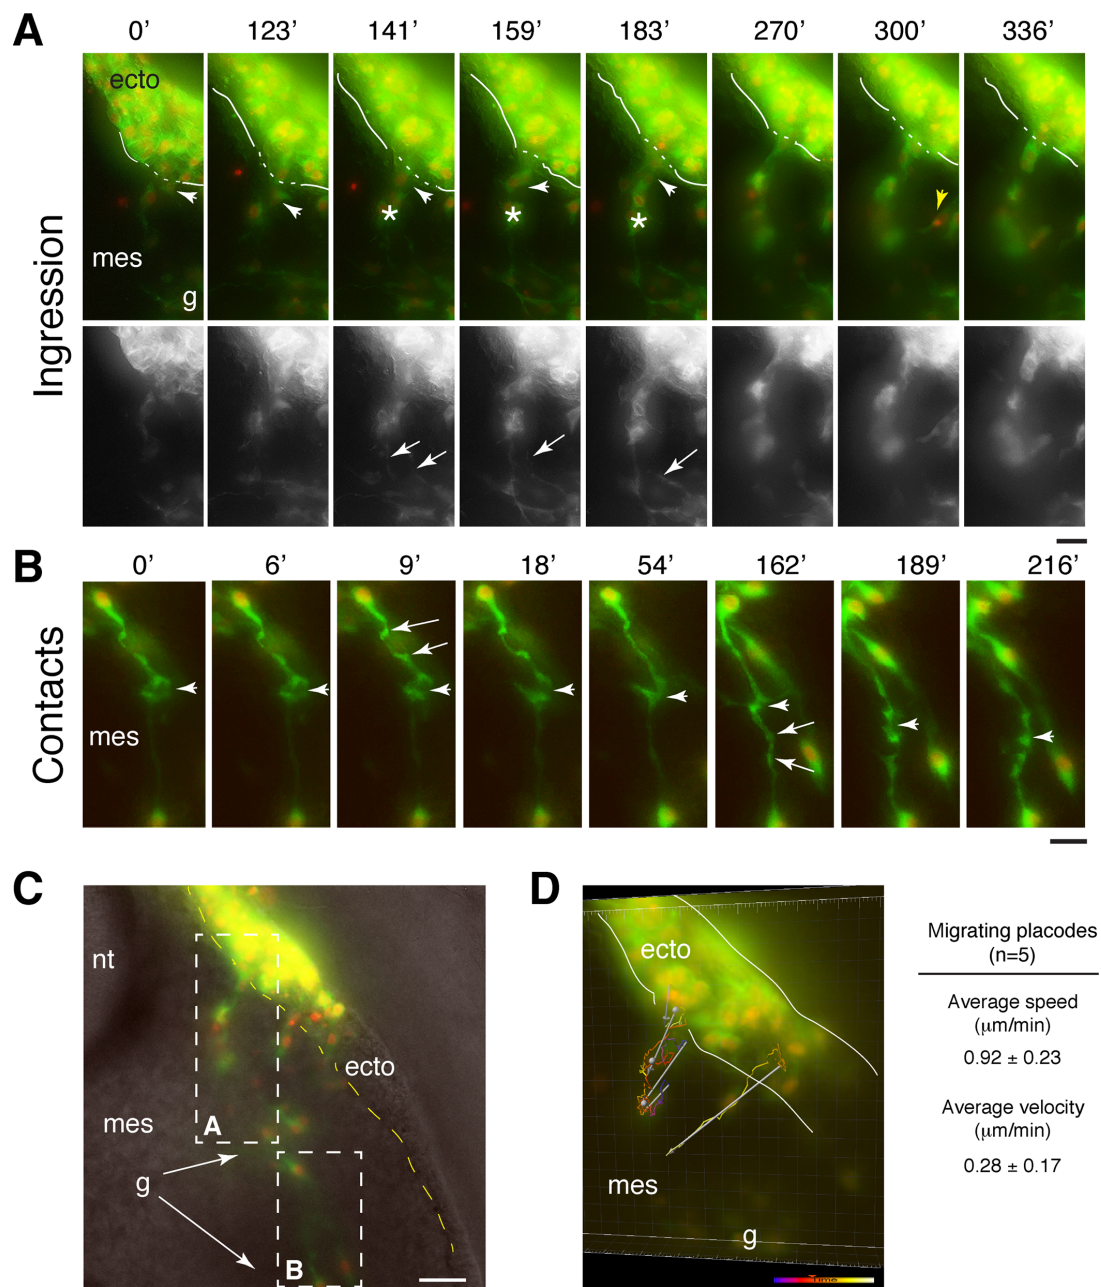 A
0’ 123’ 141’ 159’ 183’ 270’ 300’ 336’
Ingression
ecto
mes
g
* * *
B
0’ 6’ 9’ 18’ 54’ 162’ 189’ 216’
Contacts
mes
C
nt
ecto
mes
A
g
B
D
ecto
mes
g
Time
Migrating placodes
(n=5)
Average speed
(μm/min)
0.92 ± 0.23
Average velocity
(μm/min)
0.28 ± 0.17